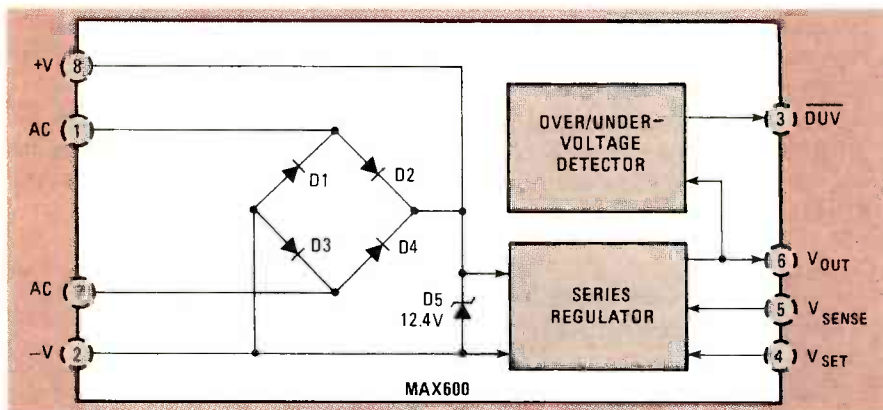 +V 8
AC 1
D1
D2
D3
D4
AC 7
-V 2
D5
12.4V
OVER/UNDER-
VOLTAGE
DETECTOR
3 DUV
SERIES
REGULATOR
6 VOUT
5 VSENSE
4 VSET
MAX600